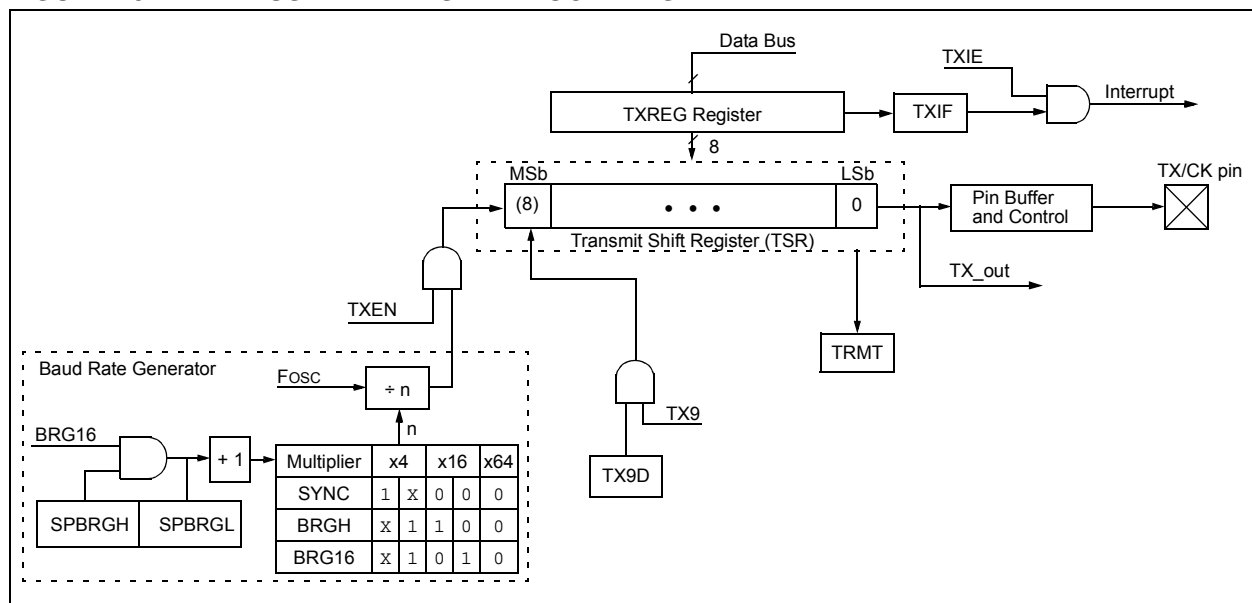 Data Bus
TXIE
Interrupt
TXREG Register
TXIF
8
MSb
LSb
TX/CK pin
(8)
• • •
0
Pin Buffer
and Control
Transmit Shift Register (TSR)
TX_out
TXEN
TRMT
Baud Rate Generator
FOSC
÷ n
TX9
n
BRG16
+ 1
Multiplier x4 x16 x64
TX9D
SYNC 1 X 0 0 0
SPBRGH SPBRGL
BRGH X 1 1 0 0
BRG16 X 1 0 1 0